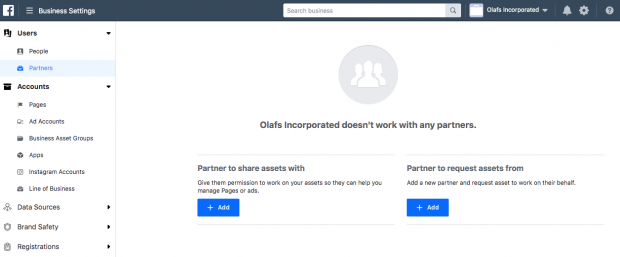 f
Business Settings
Search business
Olafs Incorporated
Users
People
Partners
Accounts
Pages
Ad Accounts
Business Asset Groups
Apps
Instagram Accounts
Line of Business
Data Sources
Brand Safety
Registrations
Olafs Incorporated doesn't work with any partners.
Partner to share assets with
Give them permission to work on your assets so they can help you
manage Pages or ads.
+ Add
Partner to request assets from
Add a new partner and request asset to work on their behalf.
+ Add